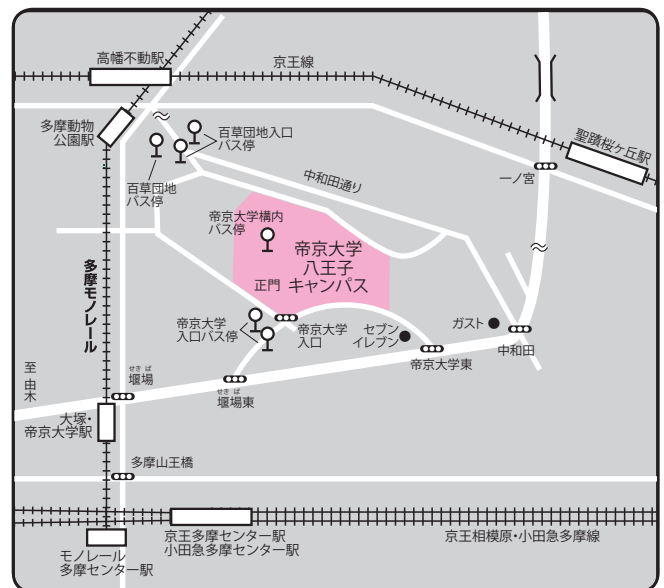 高幡不動駅
京王線
多摩動物
公園駅
百草団地入口
バス停
聖蹟桜ケ丘駅
一ノ宮
中和田通り
百草団地
バス停
帝京大学構内
バス停
帝京大学
八王子
キャンパス
正門
多摩モノレール
帝京大学
入口バス停
帝京大学
入口
セブン
イレブン
ガスト
中和田
帝京大学東
至 由木
せきば
堰場
せきば
堰場東
大塚・
帝京大学駅
多摩山王橋
京王多摩センター駅
小田急多摩センター駅
京王相模原・小田急多摩線
モノレール
多摩センター駅